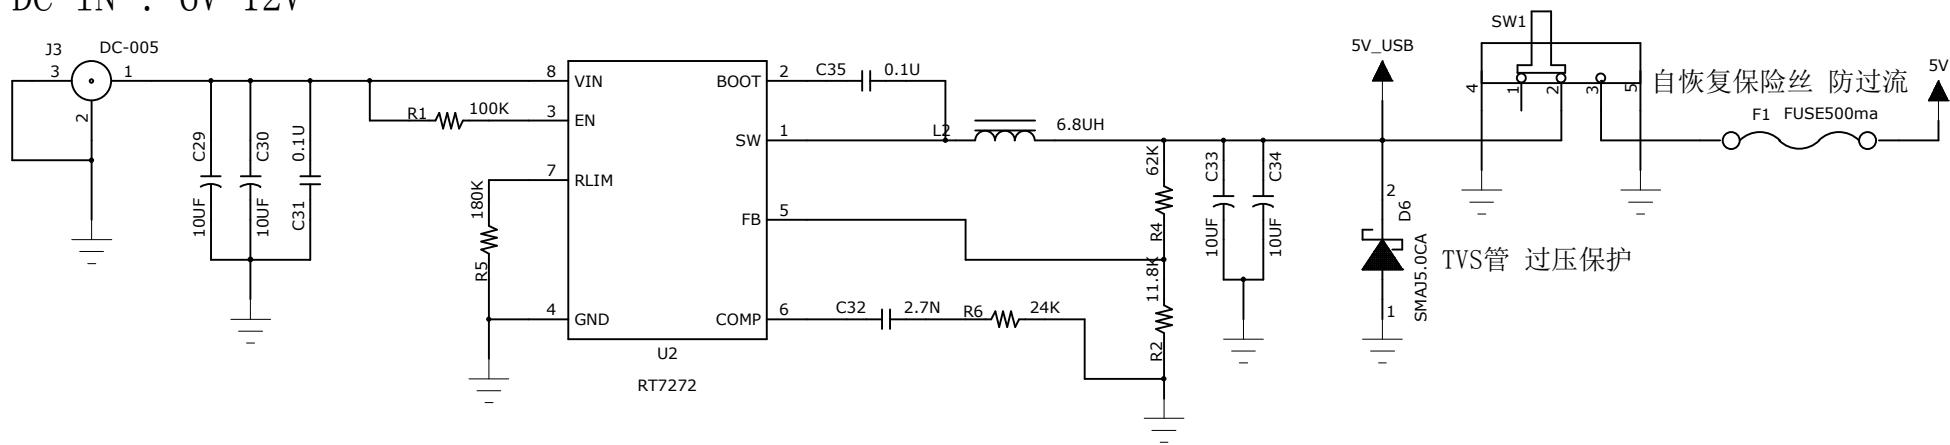 DC IN : 6V-12V
J3
DC-005
3
1
2
C29
10UF
C30
10UF
0.1U
C31
R1
100K
180K
R5
8
VIN
3
EN
7
RLIM
4
GND
BOOT
2
SW
1
FB
5
COMP
6
U2
RT7272
C35
0.1U
L2
6.8UH
C32
2.7N
R6
24K
62K
R4
11.8K
R2
C33
10UF
C34
10UF
5V_USB
2
D6
1
SMAJ5.0CA
TVS管 过压保护
SW1
4
1
2
3
5
自恢复保险丝 防过流
F1
FUSE500ma
5V